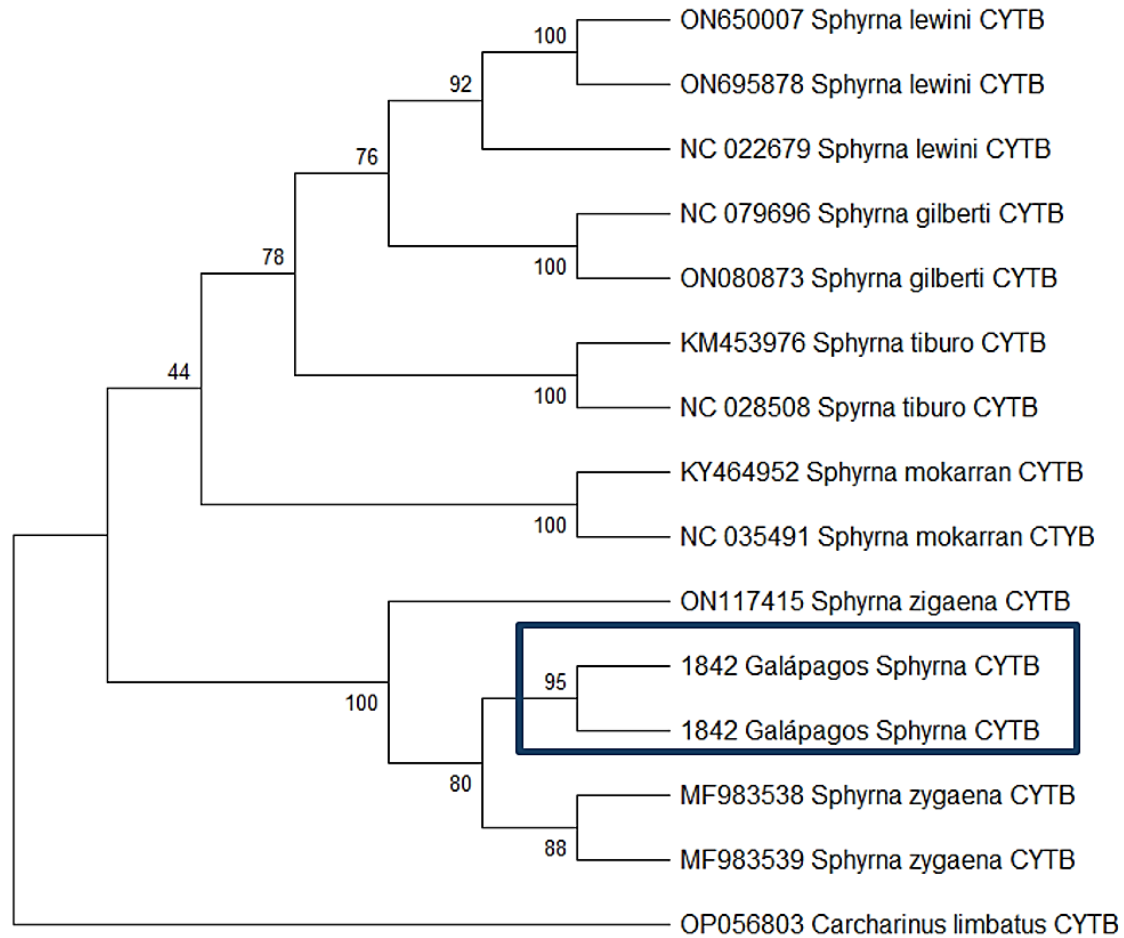 ON650007 Sphyrna lewini CYTB
100
ON695878 Sphyrna lewini CYTB
92
NC 022679 Sphyrna lewini CYTB
76
NC 079696 Sphyrna gilberti CYTB
78
100
ON080873 Sphyrna gilberti CYTB
KM453976 Sphyrna tiburo CYTB
44
100
NC 028508 Spyrna tiburo CYTB
KY464952 Sphyrna mokarran CYTB
100
NC 035491 Sphyrna mokarran CTYB
ON117415 Sphyrna zigaena CYTB
1842 Galápagos Sphyrna CYTB
95
100
1842 Galápagos Sphyrna CYTB
80
MF983538 Sphyrna zygaena CYTB
88
MF983539 Sphyrna zygaena CYTB
OP056803 Carcharinus limbatus CYTB